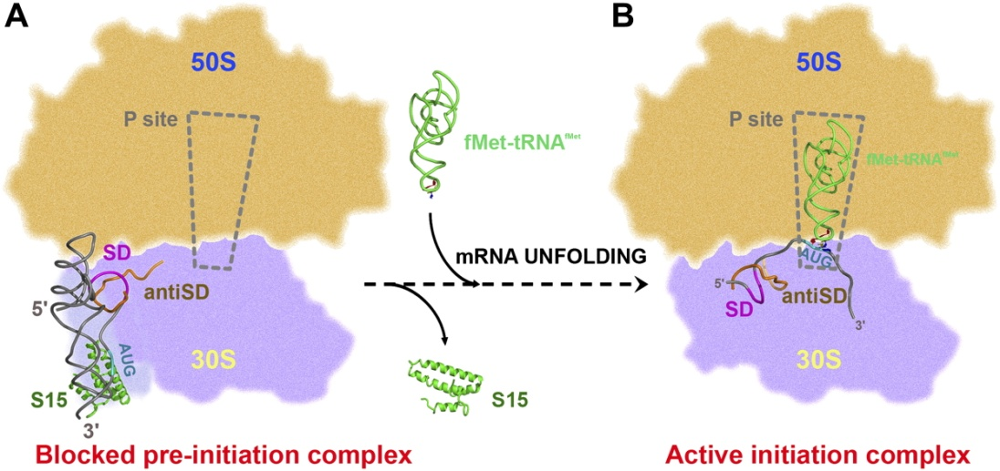 A
50S
P site
SD
antiSD
5'
AUG
30S
S15
3'
Blocked pre-initiation complex
fMet-tRNAfMet
mRNA UNFOLDING
S15
B
50S
P site
fMet-tRNAfMet
AUG
5'
antiSD
SD
3'
30S
Active initiation complex